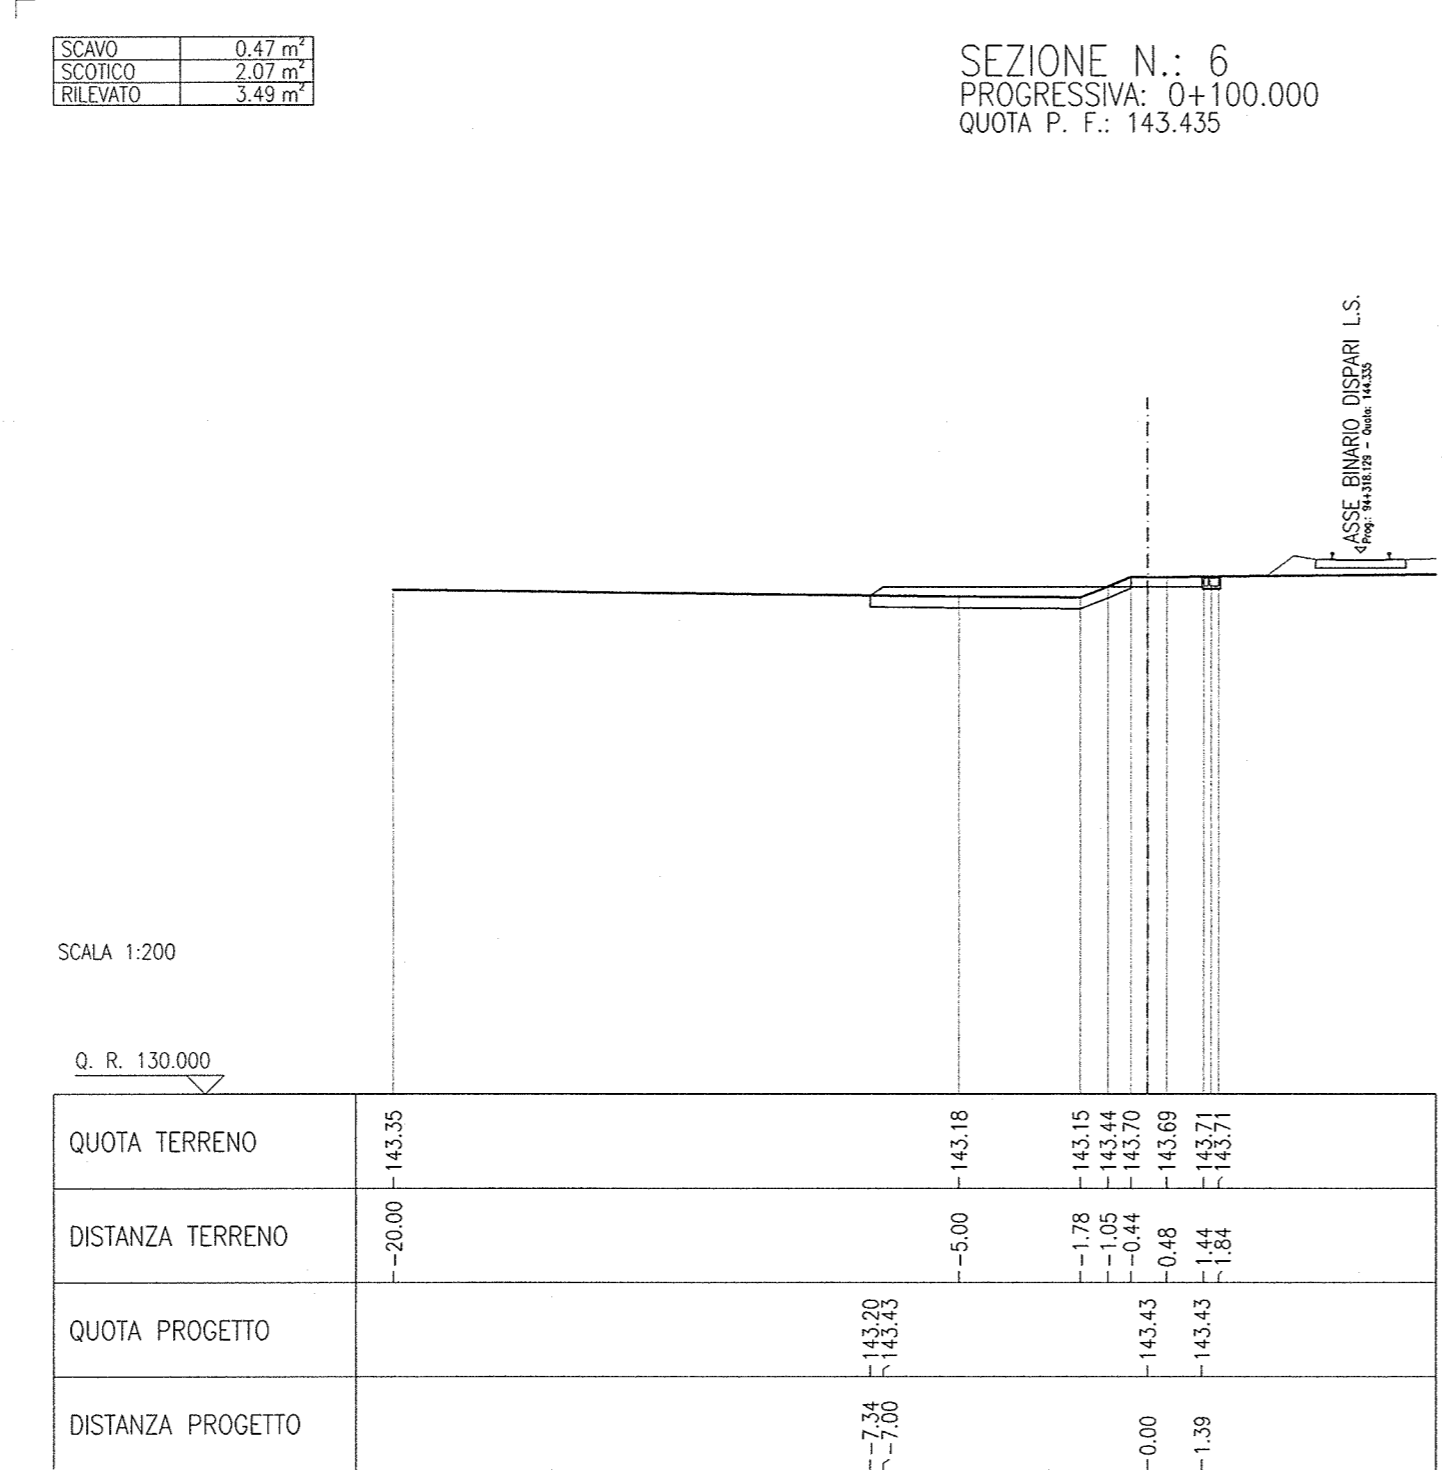 SCAVO 0.47 m²
SCOTICO 2.07 m²
RILEVATO 3.49 m²
SEZIONE N.: 6
PROGRESSIVA: 0+100.000
QUOTA P. F.: 143.435
ASSE BINARIO DISPARI L.S.
Prog.: 94+318.129 - Quota: 144.335
SCALA 1:200
Q. R. 130.000
QUOTA TERRENO 143.35 143.18 143.15 143.44 143.70 143.69 143.71 143.71
DISTANZA TERRENO -20.00 -5.00 -1.78 -1.05 -0.44 0.48 1.44 1.84
QUOTA PROGETTO 143.20 143.43 143.43 143.43
DISTANZA PROGETTO -7.34 -7.00 0.00 1.39